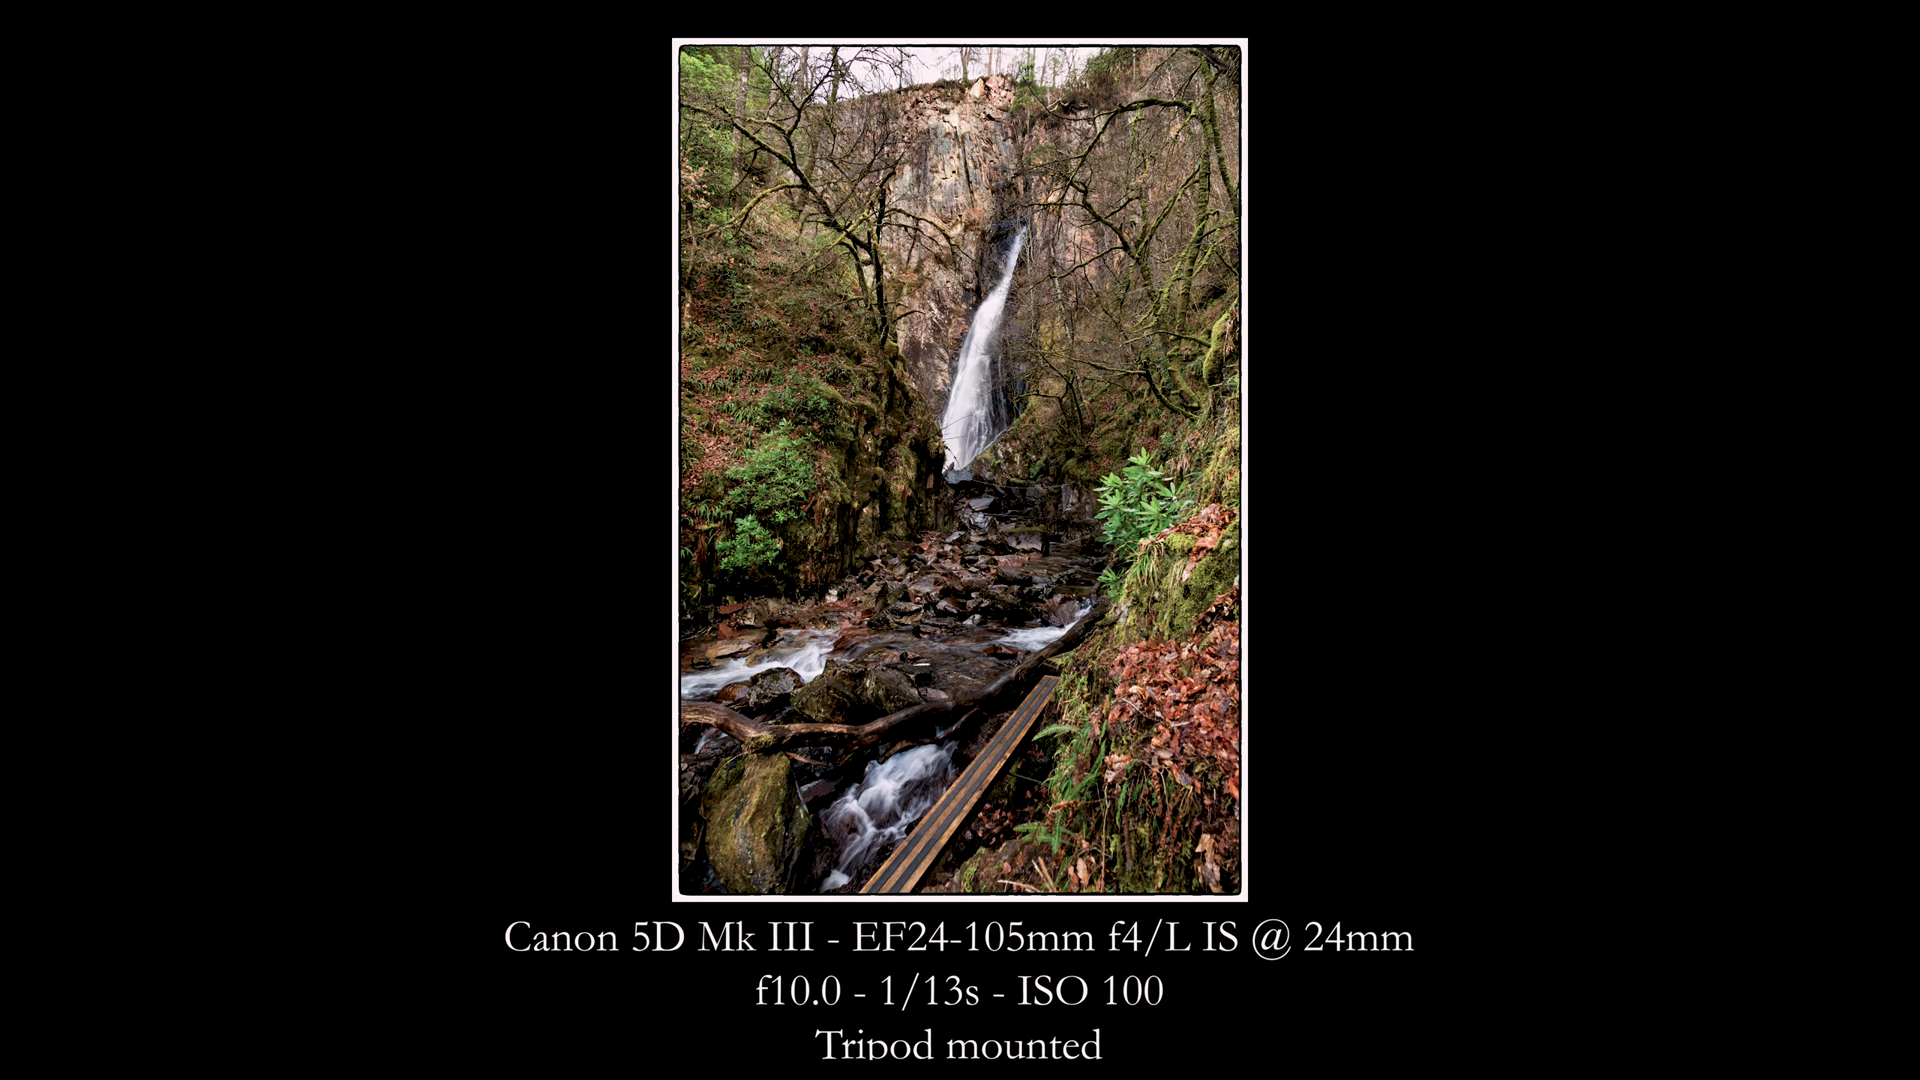 Canon 5D Mk III - EF24-105mm f4/L IS @ 24mm
f10.0 - 1/13s - ISO 100
Tripod mounted